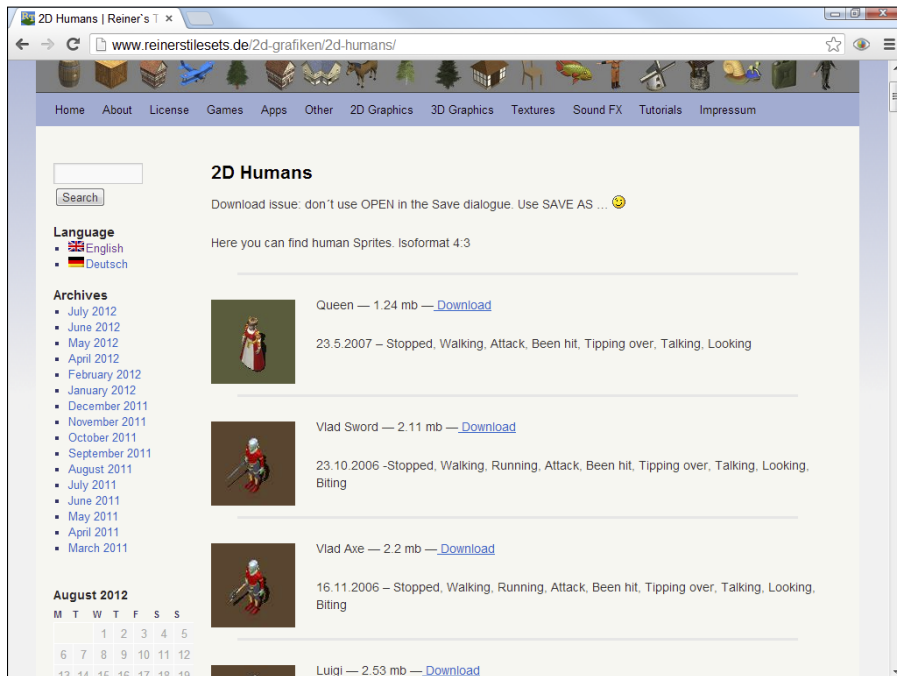 2D Humans | Reiner`s T
www.reinerstilesets.de/2d-grafiken/2d-humans/
Home About License Games Apps Other 2D Graphics 3D Graphics Textures Sound FX Tutorials Impressum
Search
Language
English
Deutsch
Archives
July 2012
June 2012
May 2012
April 2012
February 2012
January 2012
December 2011
November 2011
October 2011
September 2011
August 2011
July 2011
June 2011
May 2011
April 2011
March 2011
August 2012
M T W T F S S
1 2 3 4 5
6 7 8 9 10 11 12
13 14 15 16 17 18 19
2D Humans
Download issue: don´t use OPEN in the Save dialogue. Use SAVE AS …
Here you can find human Sprites. Isoformat 4:3
Queen — 1.24 mb — Download
23.5.2007 – Stopped, Walking, Attack, Been hit, Tipping over, Talking, Looking
Vlad Sword — 2.11 mb — Download
23.10.2006 -Stopped, Walking, Running, Attack, Been hit, Tipping over, Talking, Looking,
Biting
Vlad Axe — 2.2 mb — Download
16.11.2006 – Stopped, Walking, Running, Attack, Been hit, Tipping over, Talking, Looking,
Biting
Luigi — 2.53 mb — Download